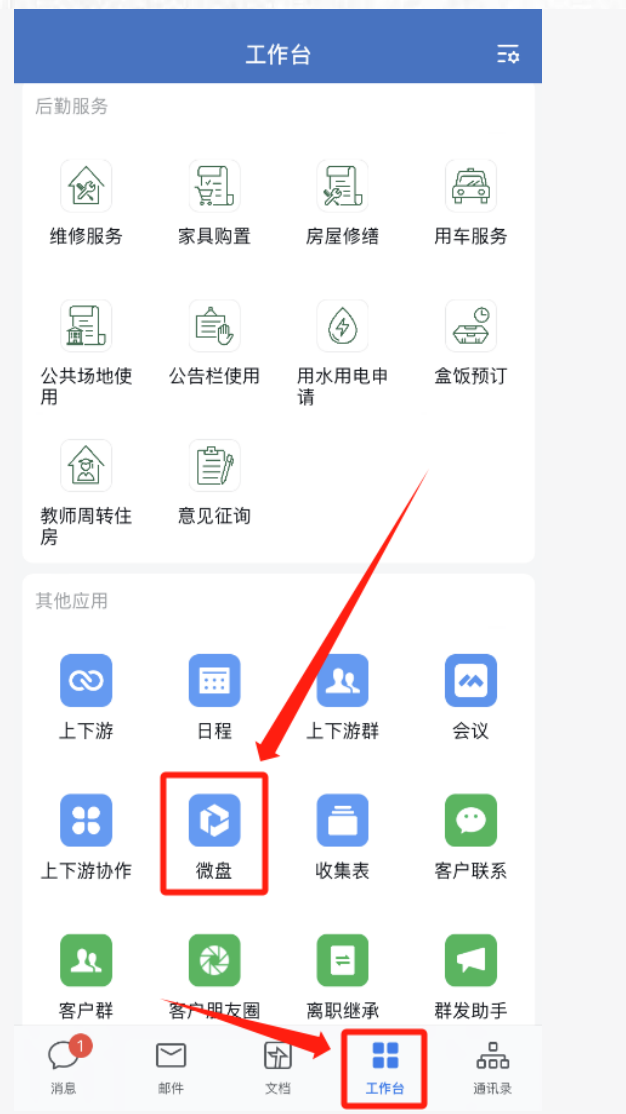 工作台
后勤服务
维修服务 家具购置 房屋修缮 用车服务
公共场地使用 公告栏使用 用水用电申请 盒饭预订
教师周转住房 意见征询
其他应用
上下游 日程 上下游群 会议
上下游协作 微盘 收集表 客户联系
客户群 客户朋友圈 离职继承 群发助手
1
消息 邮件 文档 工作台 通讯录